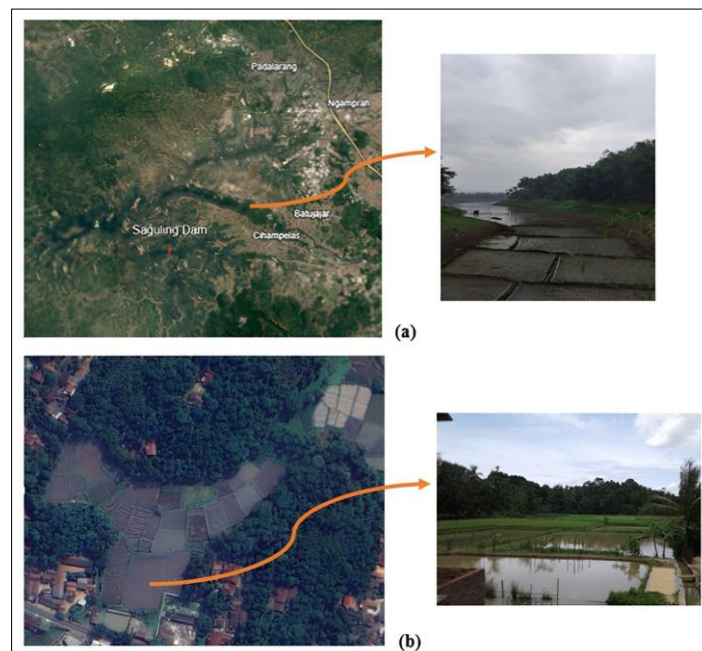 Padalarang
Ngamprah
Batujajar
Saguling Dam
Cihampelas
(a)
(b)